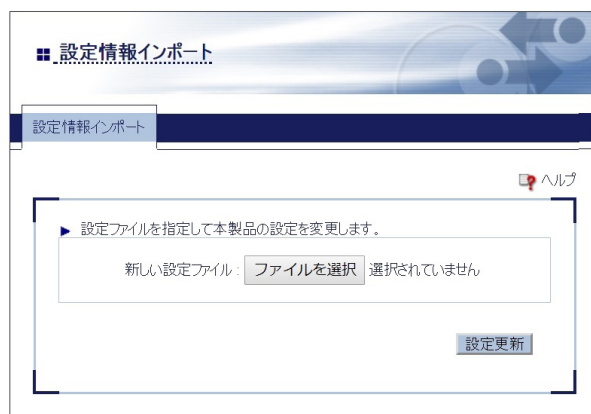 設定情報インポート
設定情報インポート
ヘルプ
設定ファイルを指定して本製品の設定を変更します。
新しい設定ファイル : ファイルを選択 選択されていません
設定更新